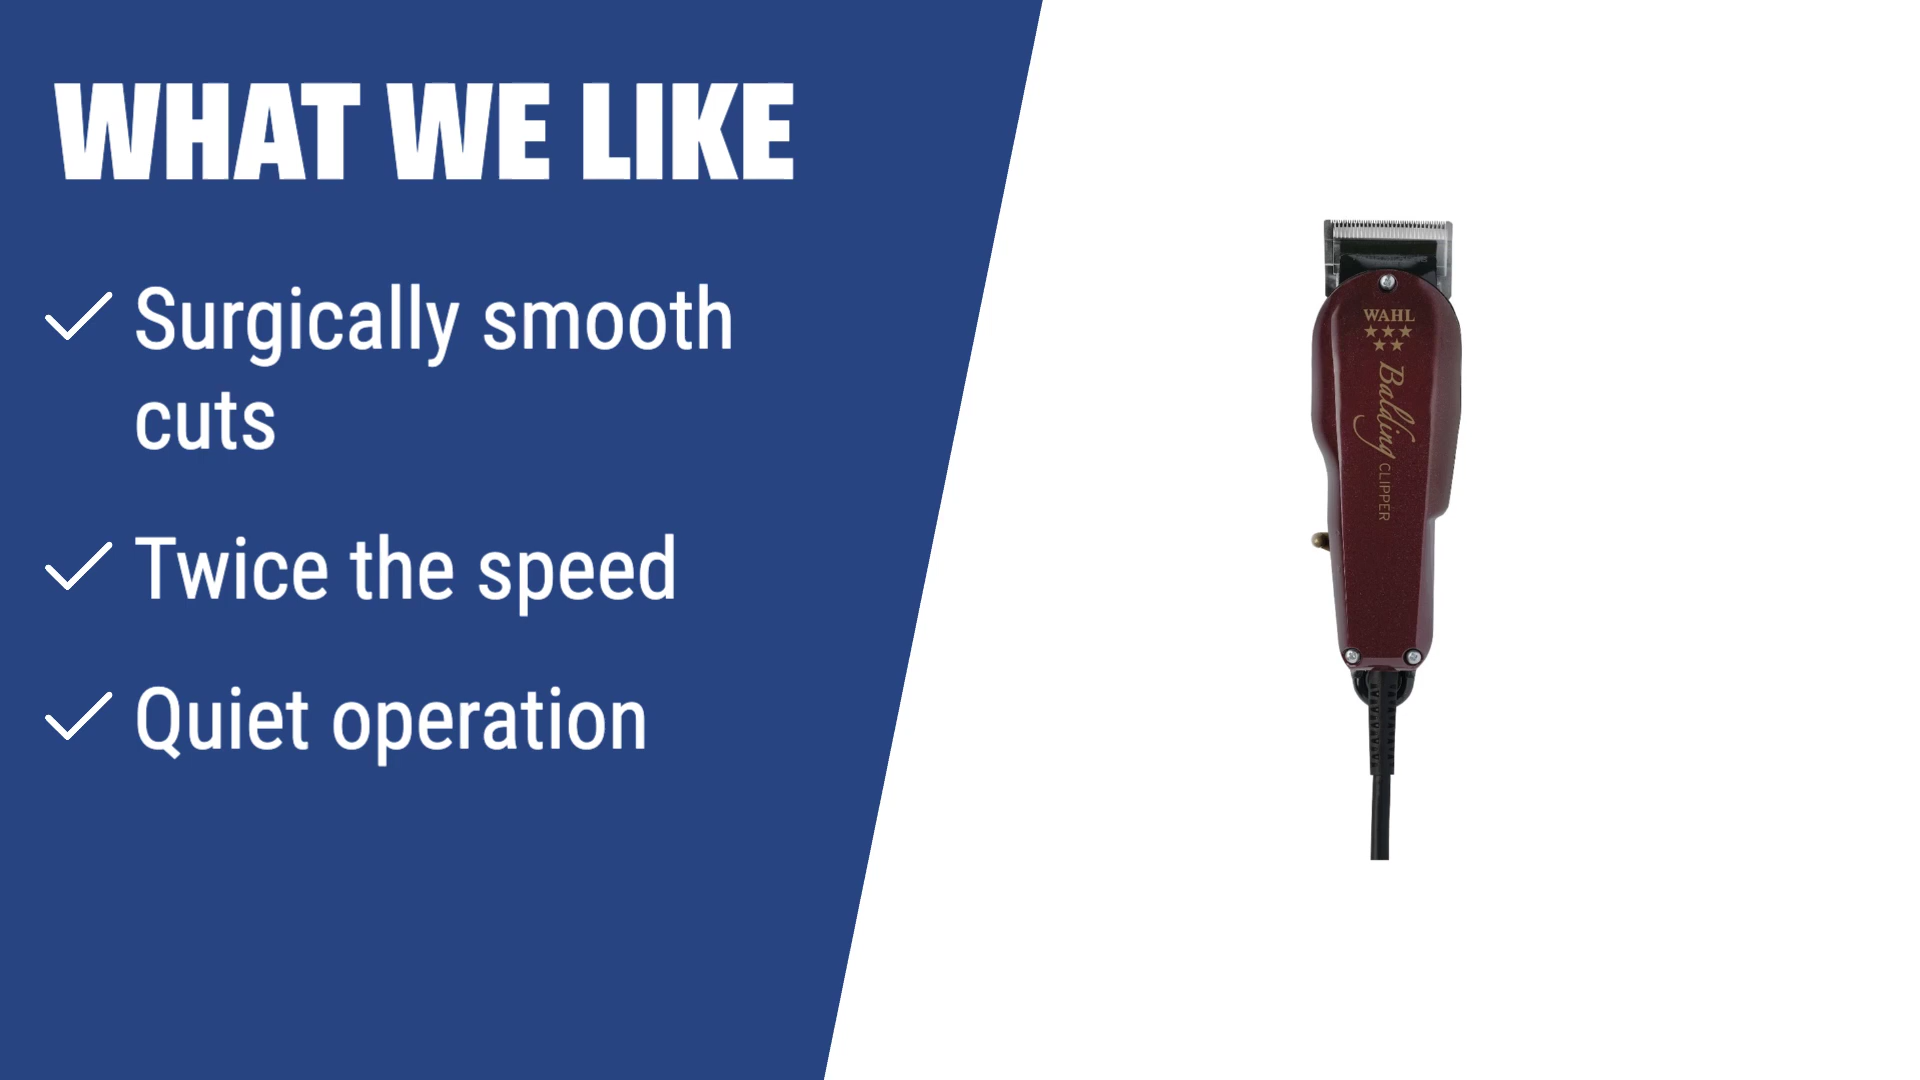 WHAT WE LIKE
Surgically smooth
cuts
Twice the speed
Quiet operation
WAHL
Balding CLIPPER